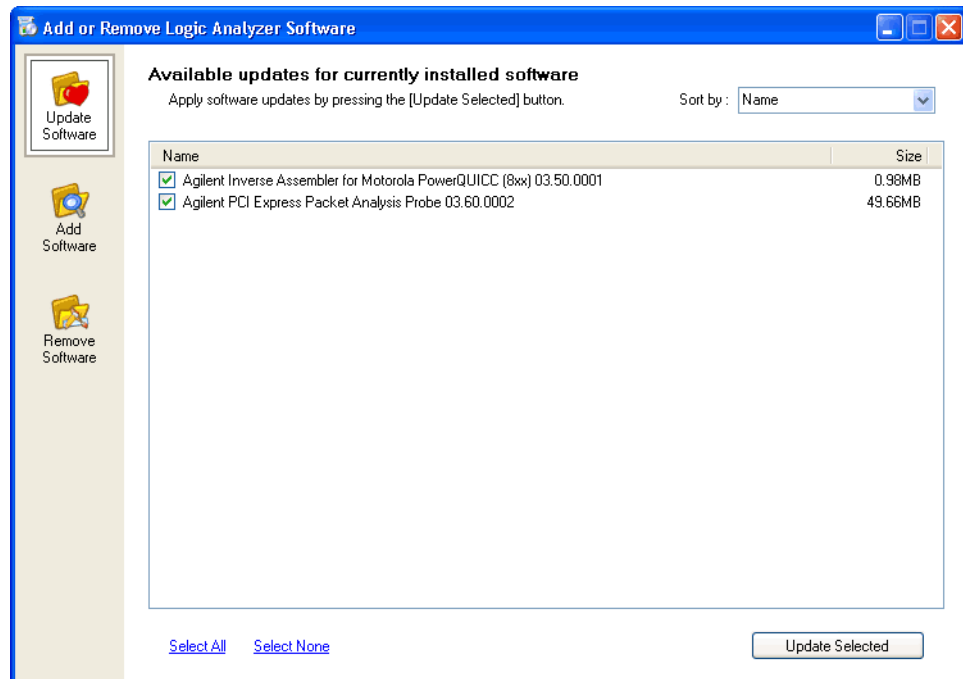 Add or Remove Logic Analyzer Software
Update
Software
Add
Software
Remove
Software
Available updates for currently installed software
Apply software updates by pressing the [Update Selected] button.
Sort by : Name
Name Size
Agilent Inverse Assembler for Motorola PowerQUICC (8xx) 03.50.0001 0.98MB
Agilent PCI Express Packet Analysis Probe 03.60.0002 49.66MB
Select All Select None Update Selected